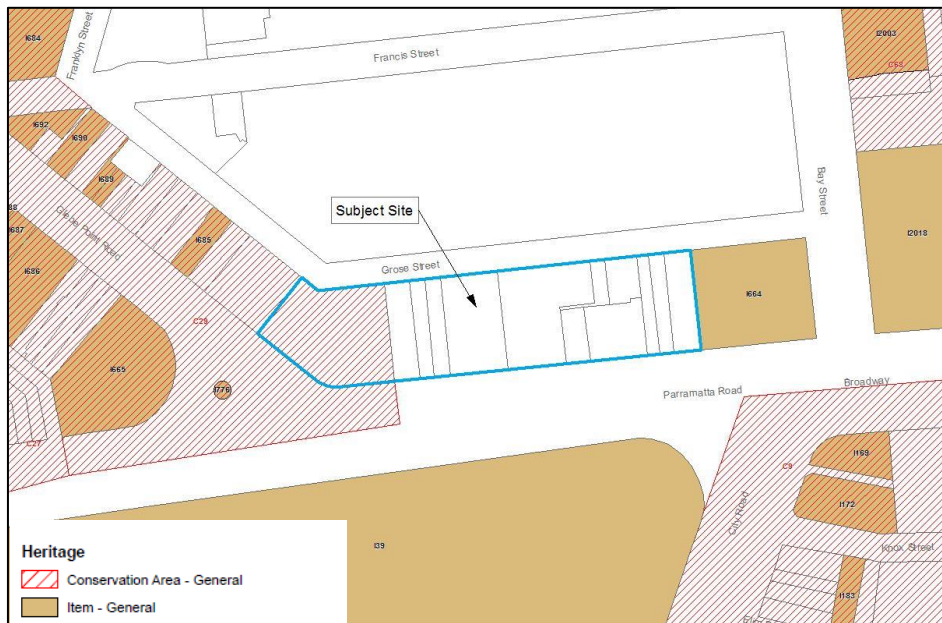 I684
Franklyn Street
Francis Street
I2003
C53
I692
I690
I689
Bay Street
Subject Site
I687
I686
Glebe Point Road
I685
Grose Street
I2018
C29
I664
I665
I776
Parramatta Road
Broadway
C27
C9
I169
City Road
I172
I39
Knox Street
I183
Heritage
Conservation Area - General
Item - General